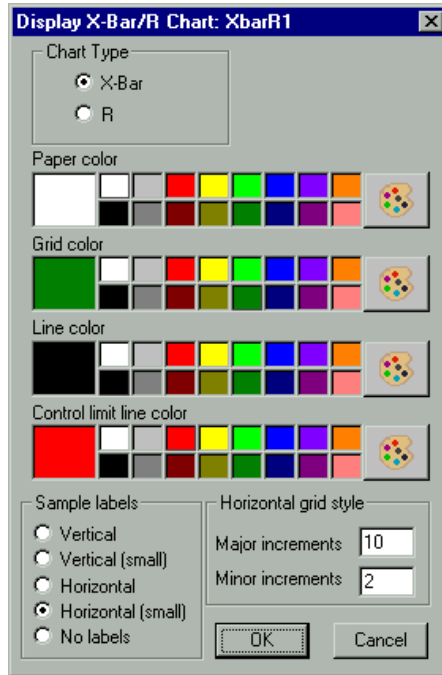 Display X-Bar/R Chart: XbarR1
Chart Type
X-Bar
R
Paper color
Grid color
Line color
Control limit line color
Sample labels
Vertical
Vertical (small)
Horizontal
Horizontal (small)
No labels
Horizontal grid style
Major increments 10
Minor increments 2
OK Cancel